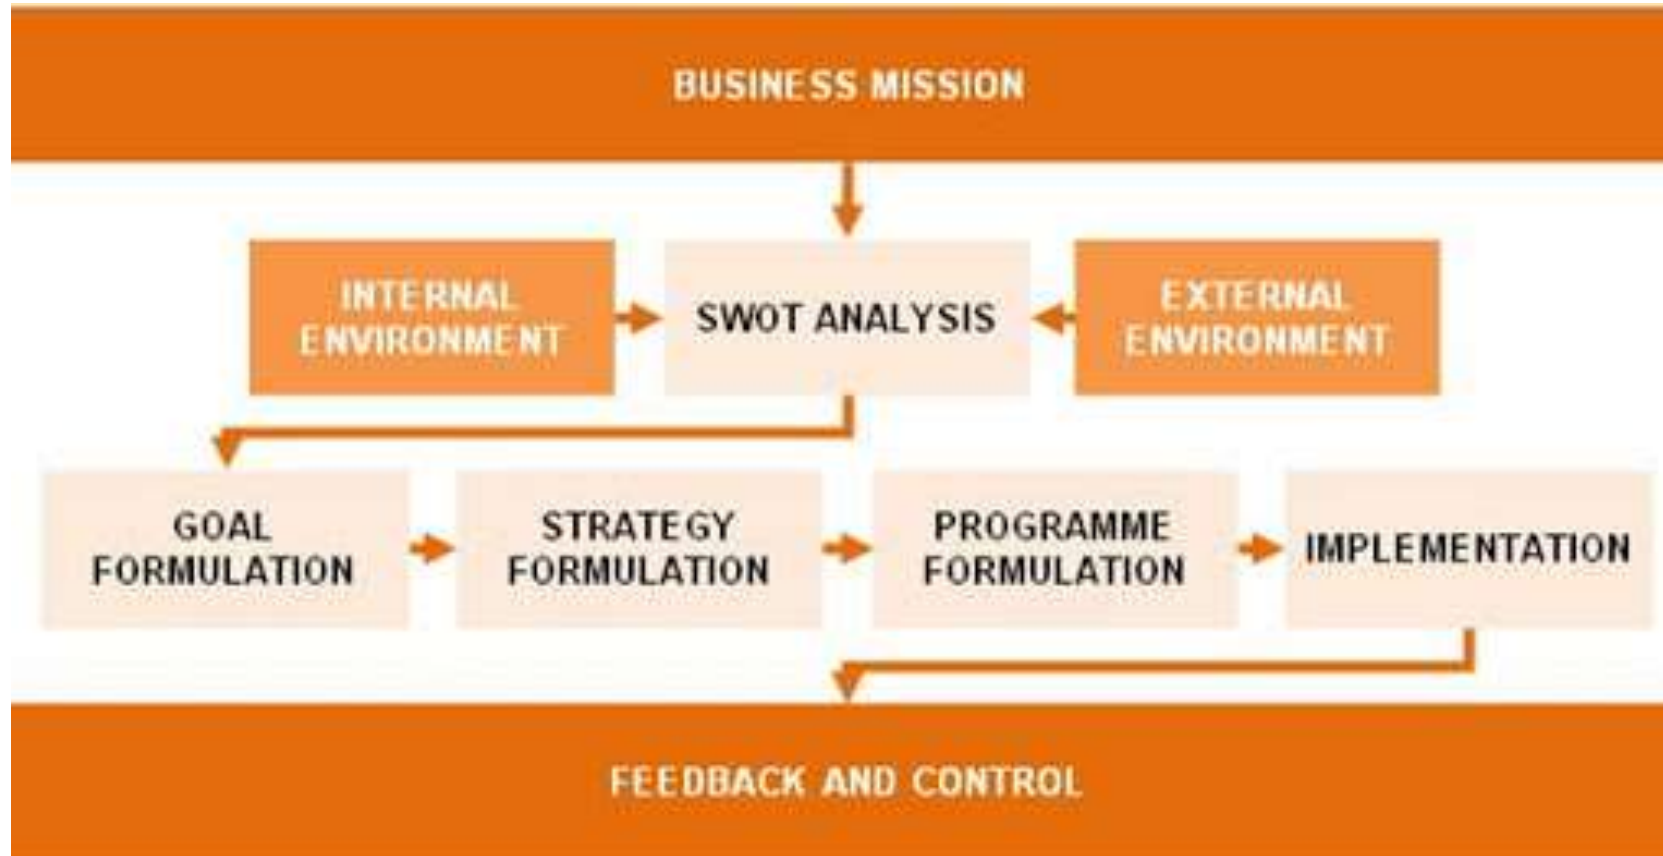 BUSINESS MISSION
INTERNAL
ENVIRONMENT
SWOT ANALYSIS
EXTERNAL
ENVIRONMENT
GOAL
FORMULATION
STRATEGY
FORMULATION
PROGRAMME
FORMULATION
IMPLEMENTATION
FEEDBACK AND CONTROL